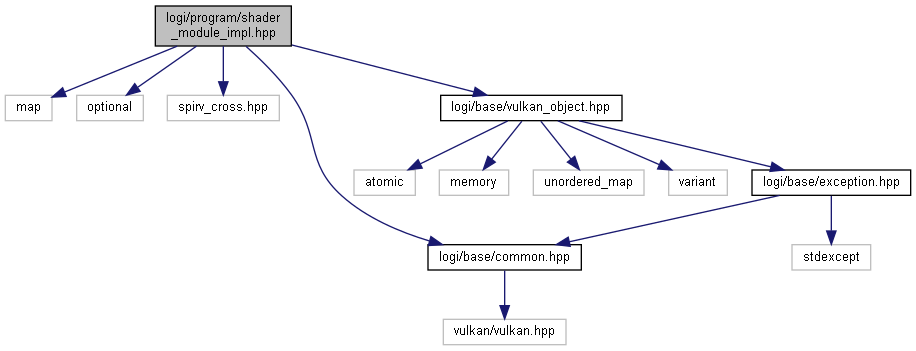 logi/program/shader
_module_impl.hpp
map
optional
spirv_cross.hpp
logi/base/vulkan_object.hpp
atomic
memory
unordered_map
variant
logi/base/exception.hpp
logi/base/common.hpp
stdexcept
vulkan/vulkan.hpp